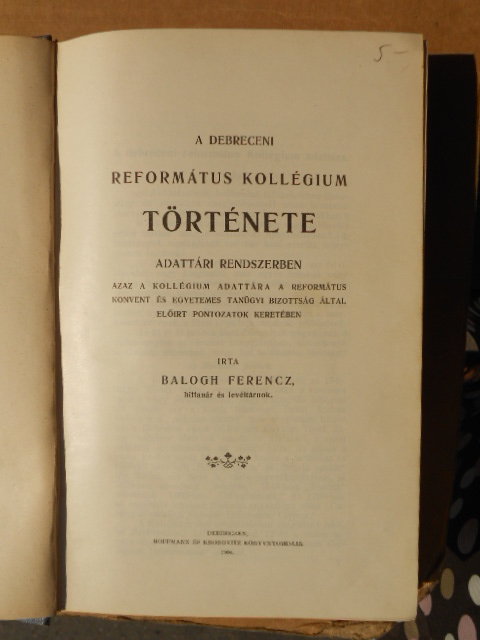 5-
A DEBRECENI
REFORMÁTUS KOLLÉGIUM
TÖRTÉNETE
ADATTÁRI RENDSZERBEN
AZAZ A KOLLÉGIUM ADATTÁRA A REFORMÁTUS
KONVENT ÉS EGYETEMES TANÜGYI BIZOTTSÁG ÁLTAL
ELŐIRT PONTOZATOK KERETÉBEN
IRTA
BALOGH FERENCZ,
hittanár és levéltárnok.
DEBRECZEN,
HOFFMANN ÉS KRONOVITZ KÖNYVNYOMDÁJA